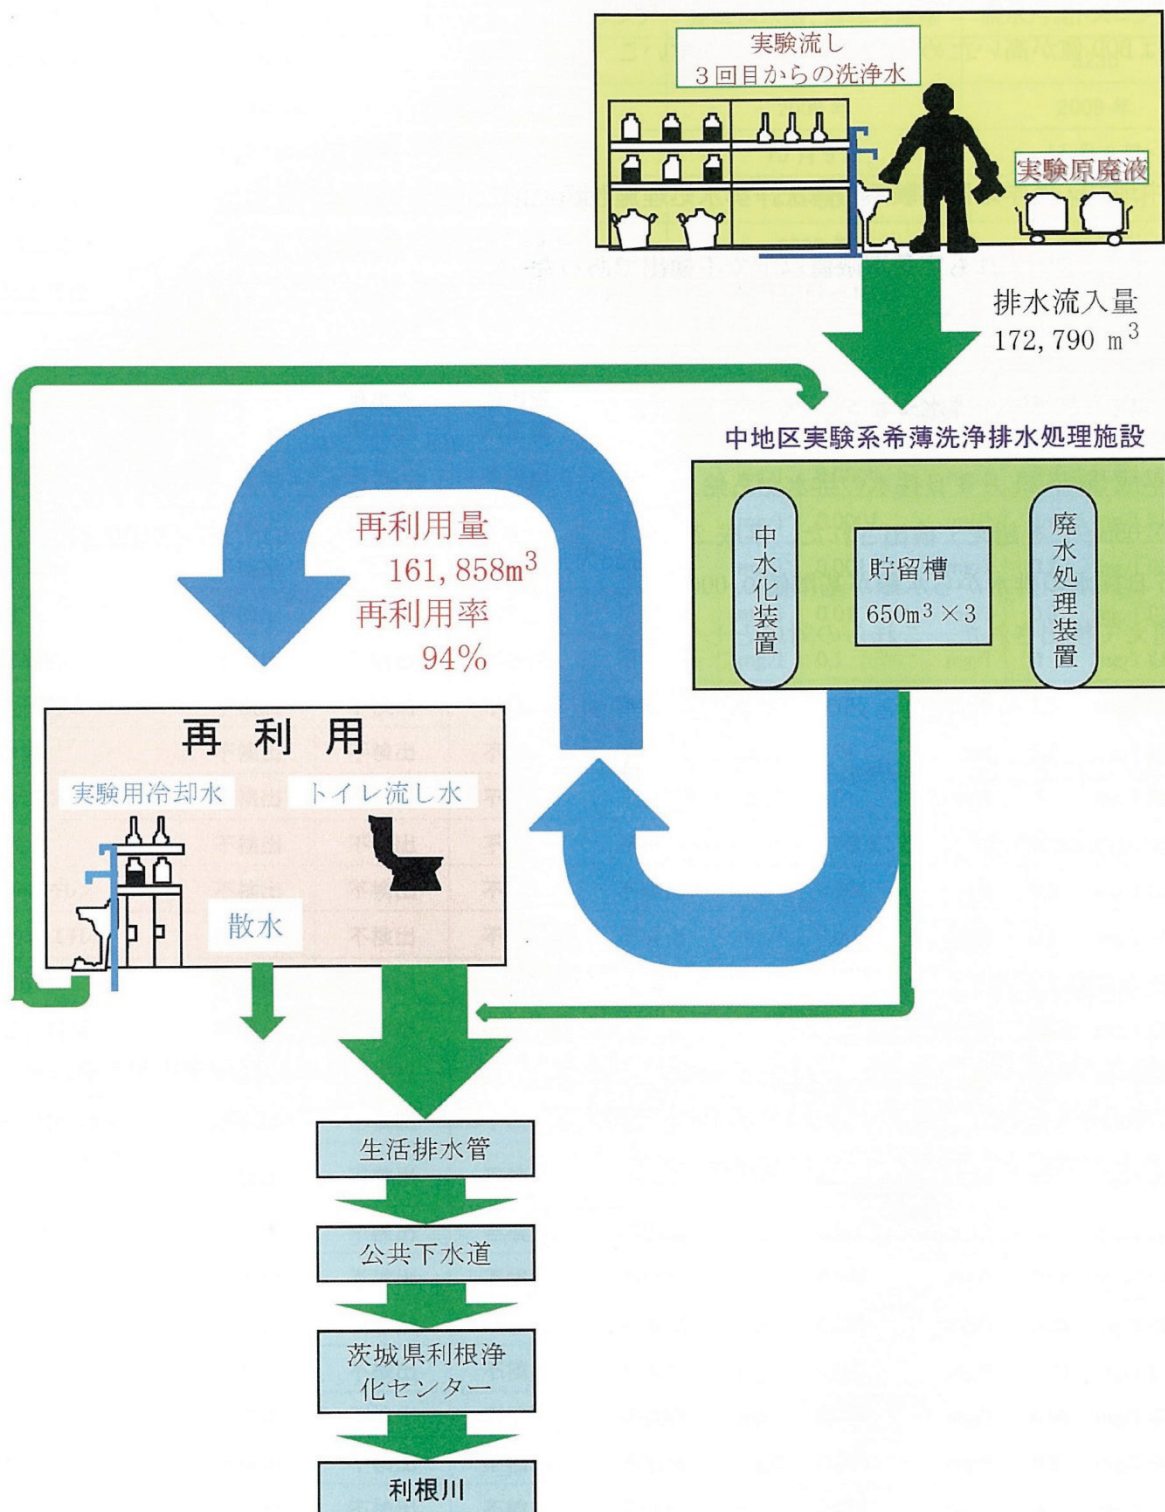 実験流し
３回目からの洗浄水
実験原廃液
排水流入量
172,790 m³
中地区実験系希薄洗浄排水処理施設
中水化装置
貯留槽
650m³×3
廃水処理装置
再利用量
161,858m³
再利用率
94%
再利用
実験用冷却水
トイレ流し水
散水
生活排水管
公共下水道
茨城県利根浄
化センター
利根川